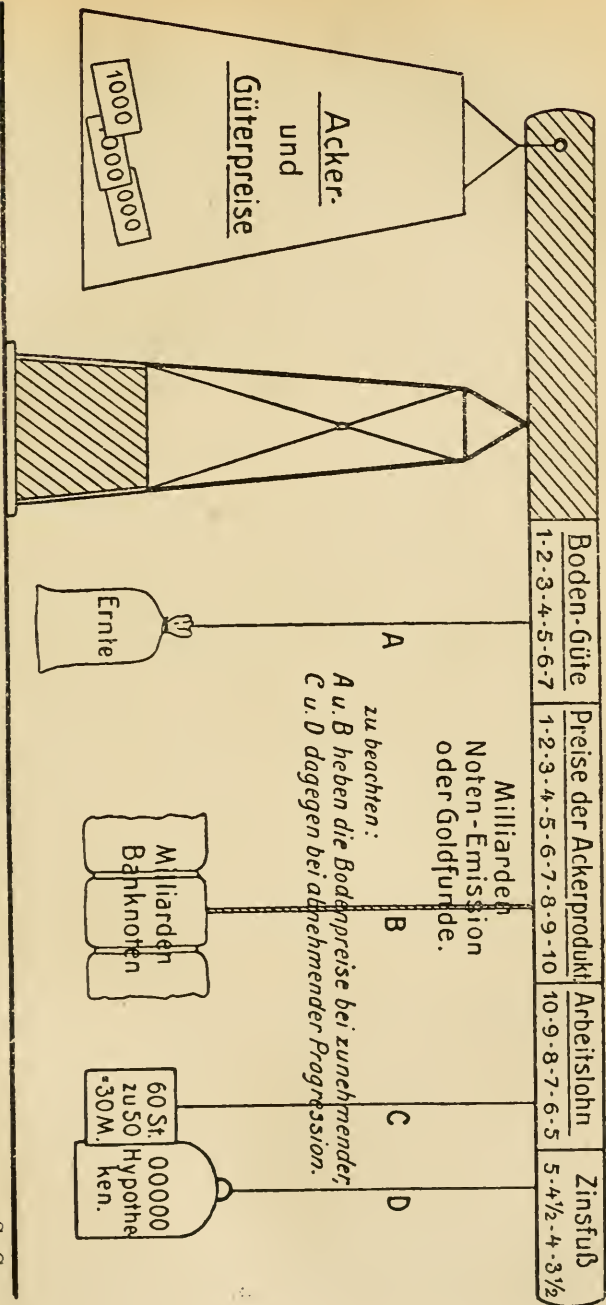 Boden-Güte
1-2-3-4-5-6-7
Preise der Ackerprodukt.
1-2-3-4-5-6-7-8-9-10
Arbeitslohn
10-9-8-7-6-5
Zinsfuß
5-4½-4-3½
Acker-
und
Güterpreise
1000
000
000
A
Ernte
Milliarden
Noten-Emission
oder Goldfunde.
B
zu beachten:
A u. B heben die Bodenpreise bei zunehmender,
C u. D dagegen bei abnehmender Progression.
Milliarden
Banknoten
C
60 St.
zu 50
=30 M.
D
00000
Hypothe
ken.